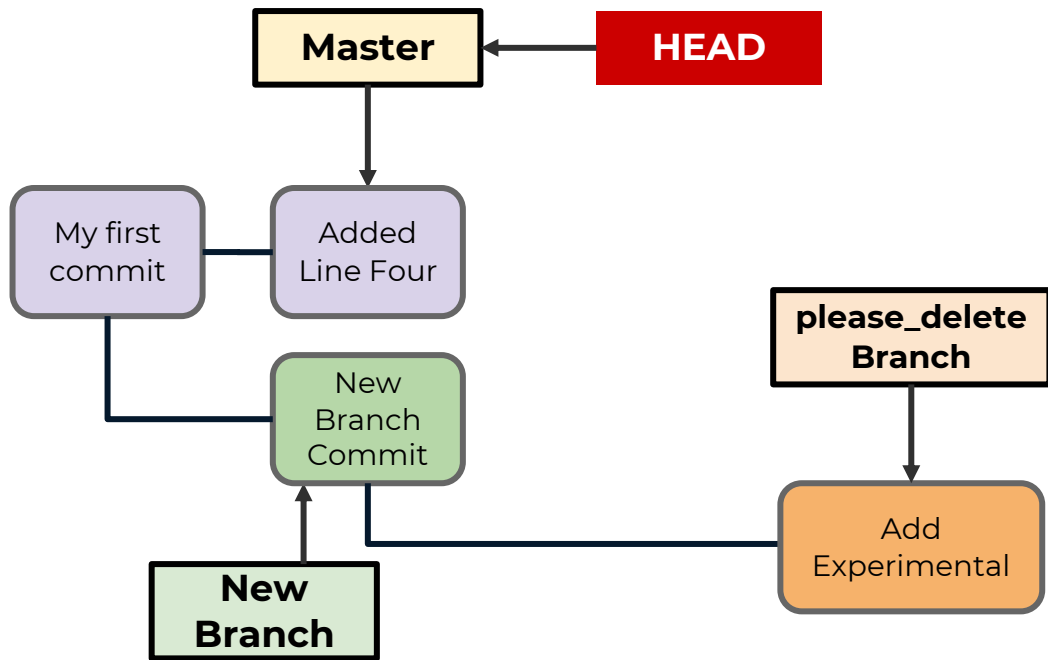 Master
HEAD
My first
commit
Added
Line Four
please_delete
Branch
New
Branch
Commit
Add
Experimental
New
Branch